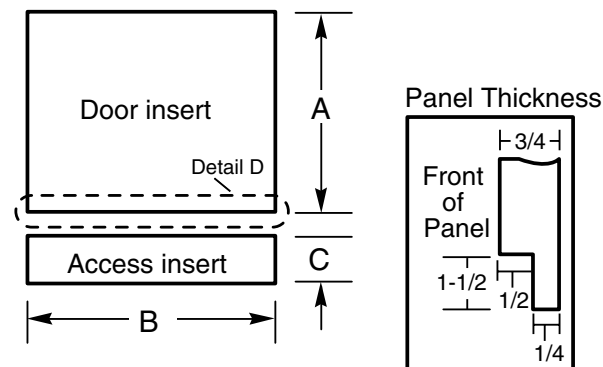 Door insert
A
Detail D
Access insert
C
B
Panel Thickness
3/4
Front
of
Panel
1-1/2
1/2
1/4